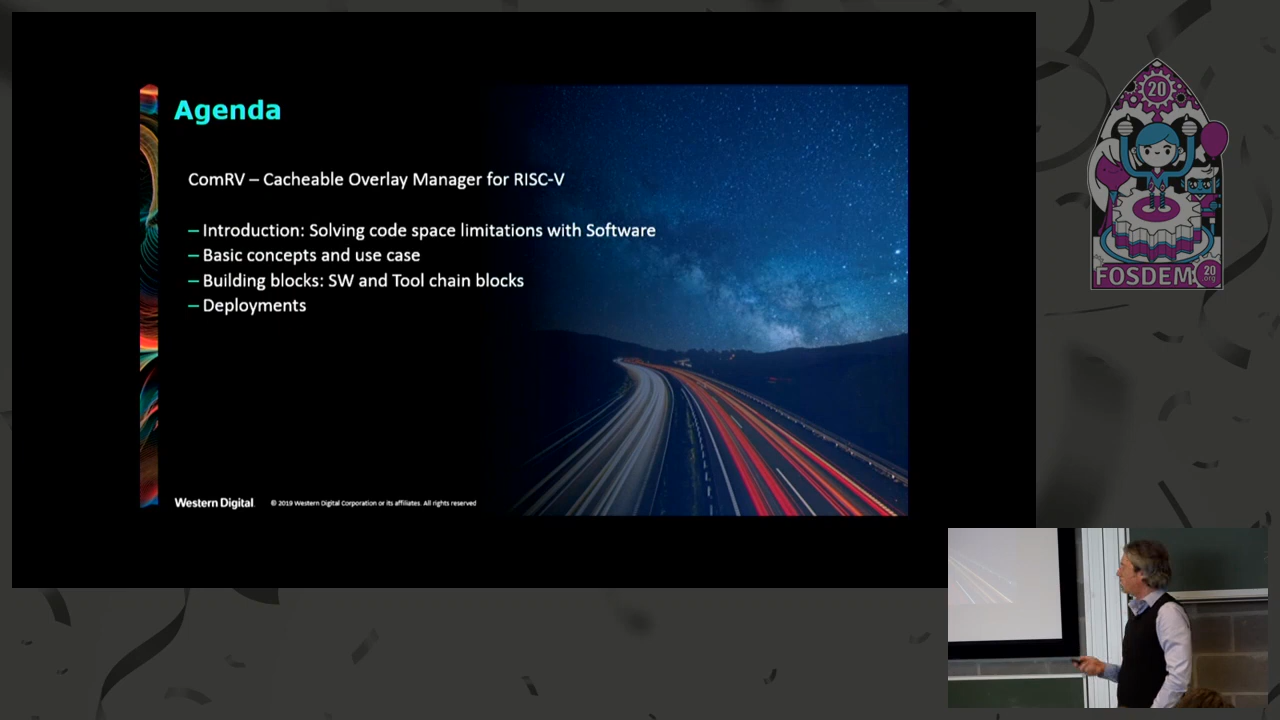 Agenda
ComRV – Cacheable Overlay Manager for RISC-V
– Introduction: Solving code space limitations with Software
– Basic concepts and use case
– Building blocks: SW and Tool chain blocks
– Deployments
Western Digital
© 2019 Western Digital Corporation or its affiliates. All rights reserved
20
FOSDEM
20
.org